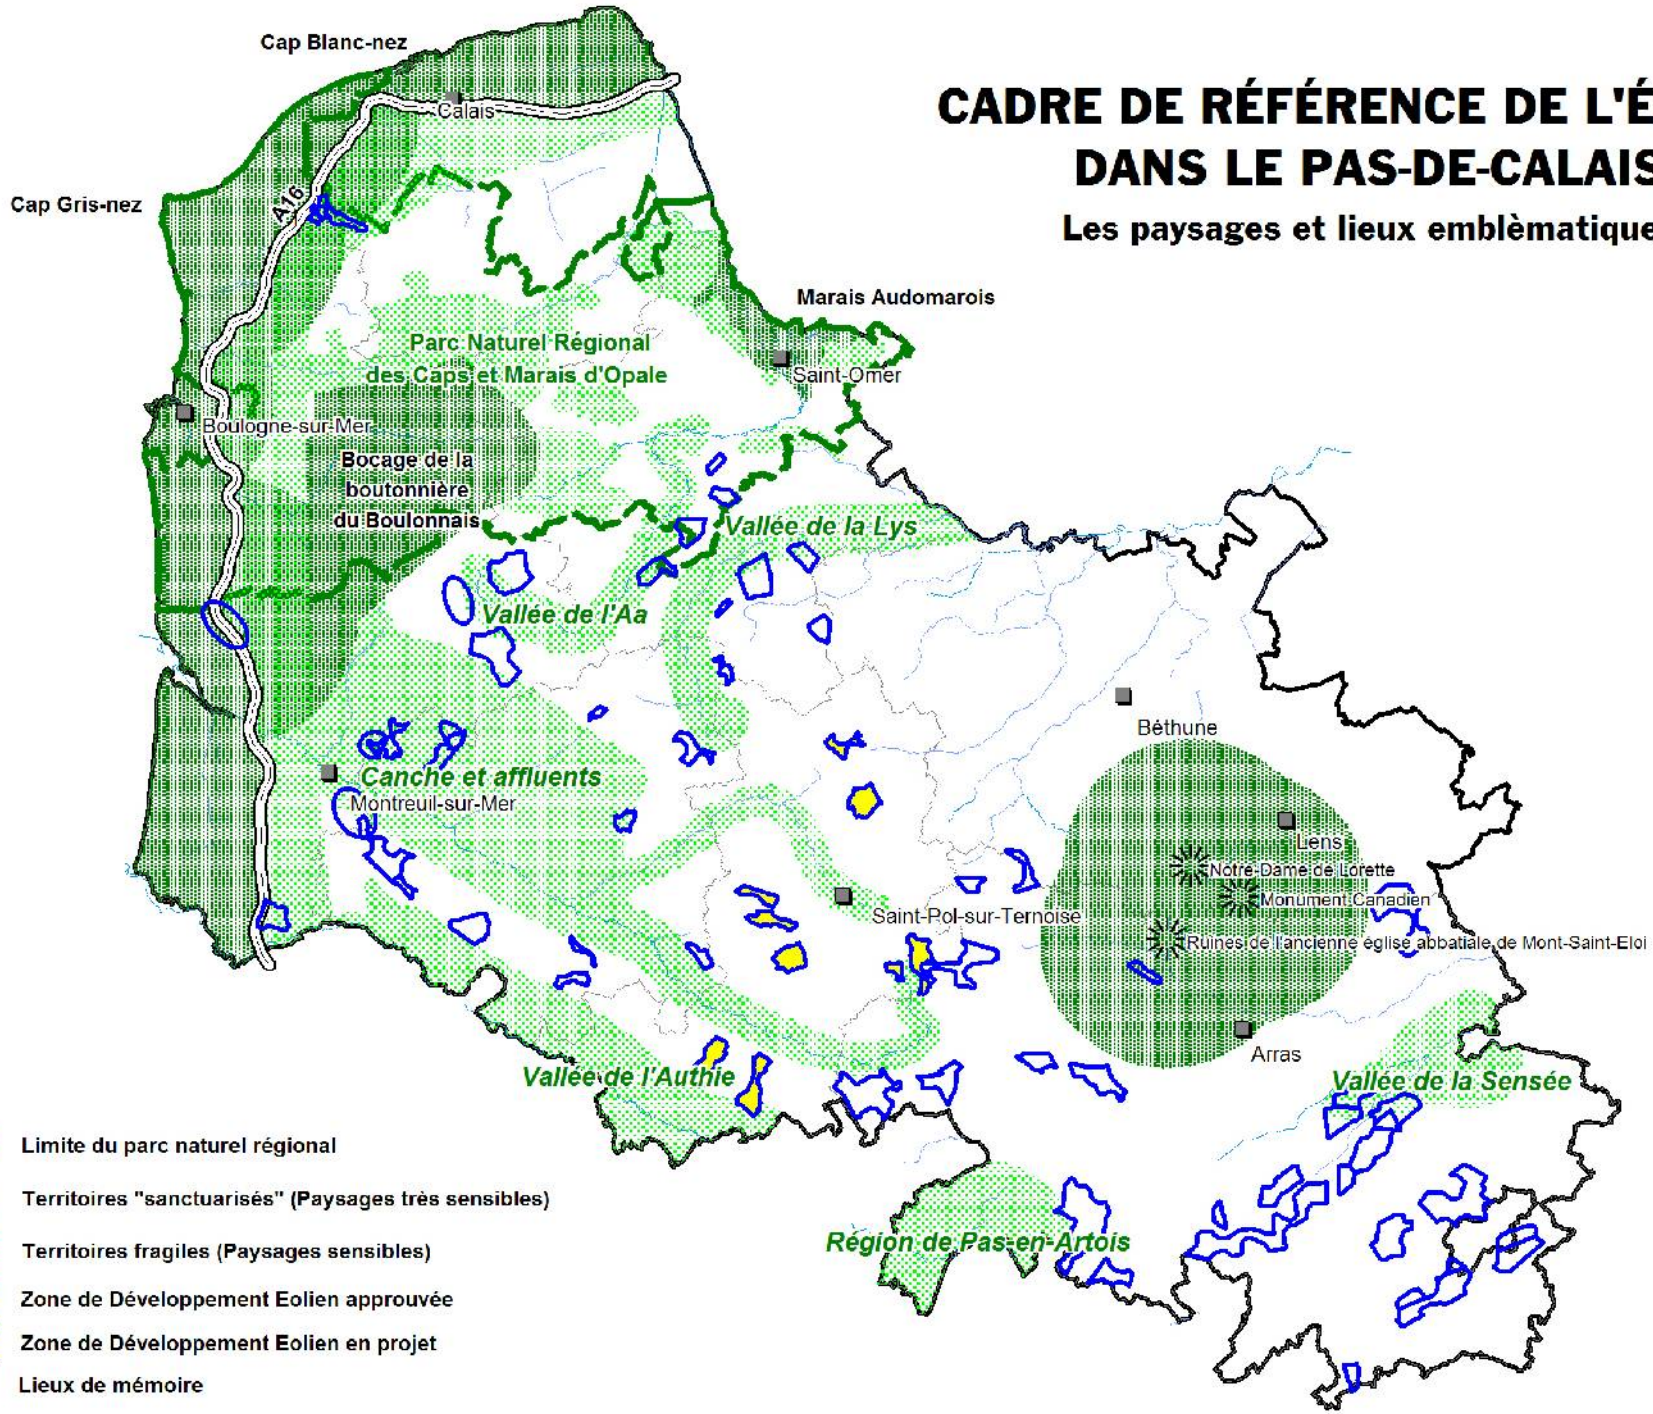 Cap Blanc-nez
CADRE DE RÉFÉRENCE DE L'É
Calais
DANS LE PAS-DE-CALAIS
Cap Gris-nez
A16
Les paysages et lieux emblèmatique
Marais Audomarois
Parc Naturel Régional
des Caps et Marais d'Opale
Saint-Omer
Boulogne-sur-Mer
Bocage de la
boutonnière
du Boulonnais
Vallée de la Lys
Vallée de l'Aa
Béthune
Canche et affluents
Montreuil-sur-Mer
Lens
Notre-Dame de Lorette
Monument Canadien
Saint-Pol-sur-Ternoise
Ruines de l'ancienne église abbatiale de Mont-Saint-Eloi
Arras
Vallée de l'Authie
Vallée de la Sensée
Limite du parc naturel régional
Territoires "sanctuarisés" (Paysages très sensibles)
Région de Pas-en-Artois
Territoires fragiles (Paysages sensibles)
Zone de Développement Eolien approuvée
Zone de Développement Eolien en projet
Lieux de mémoire